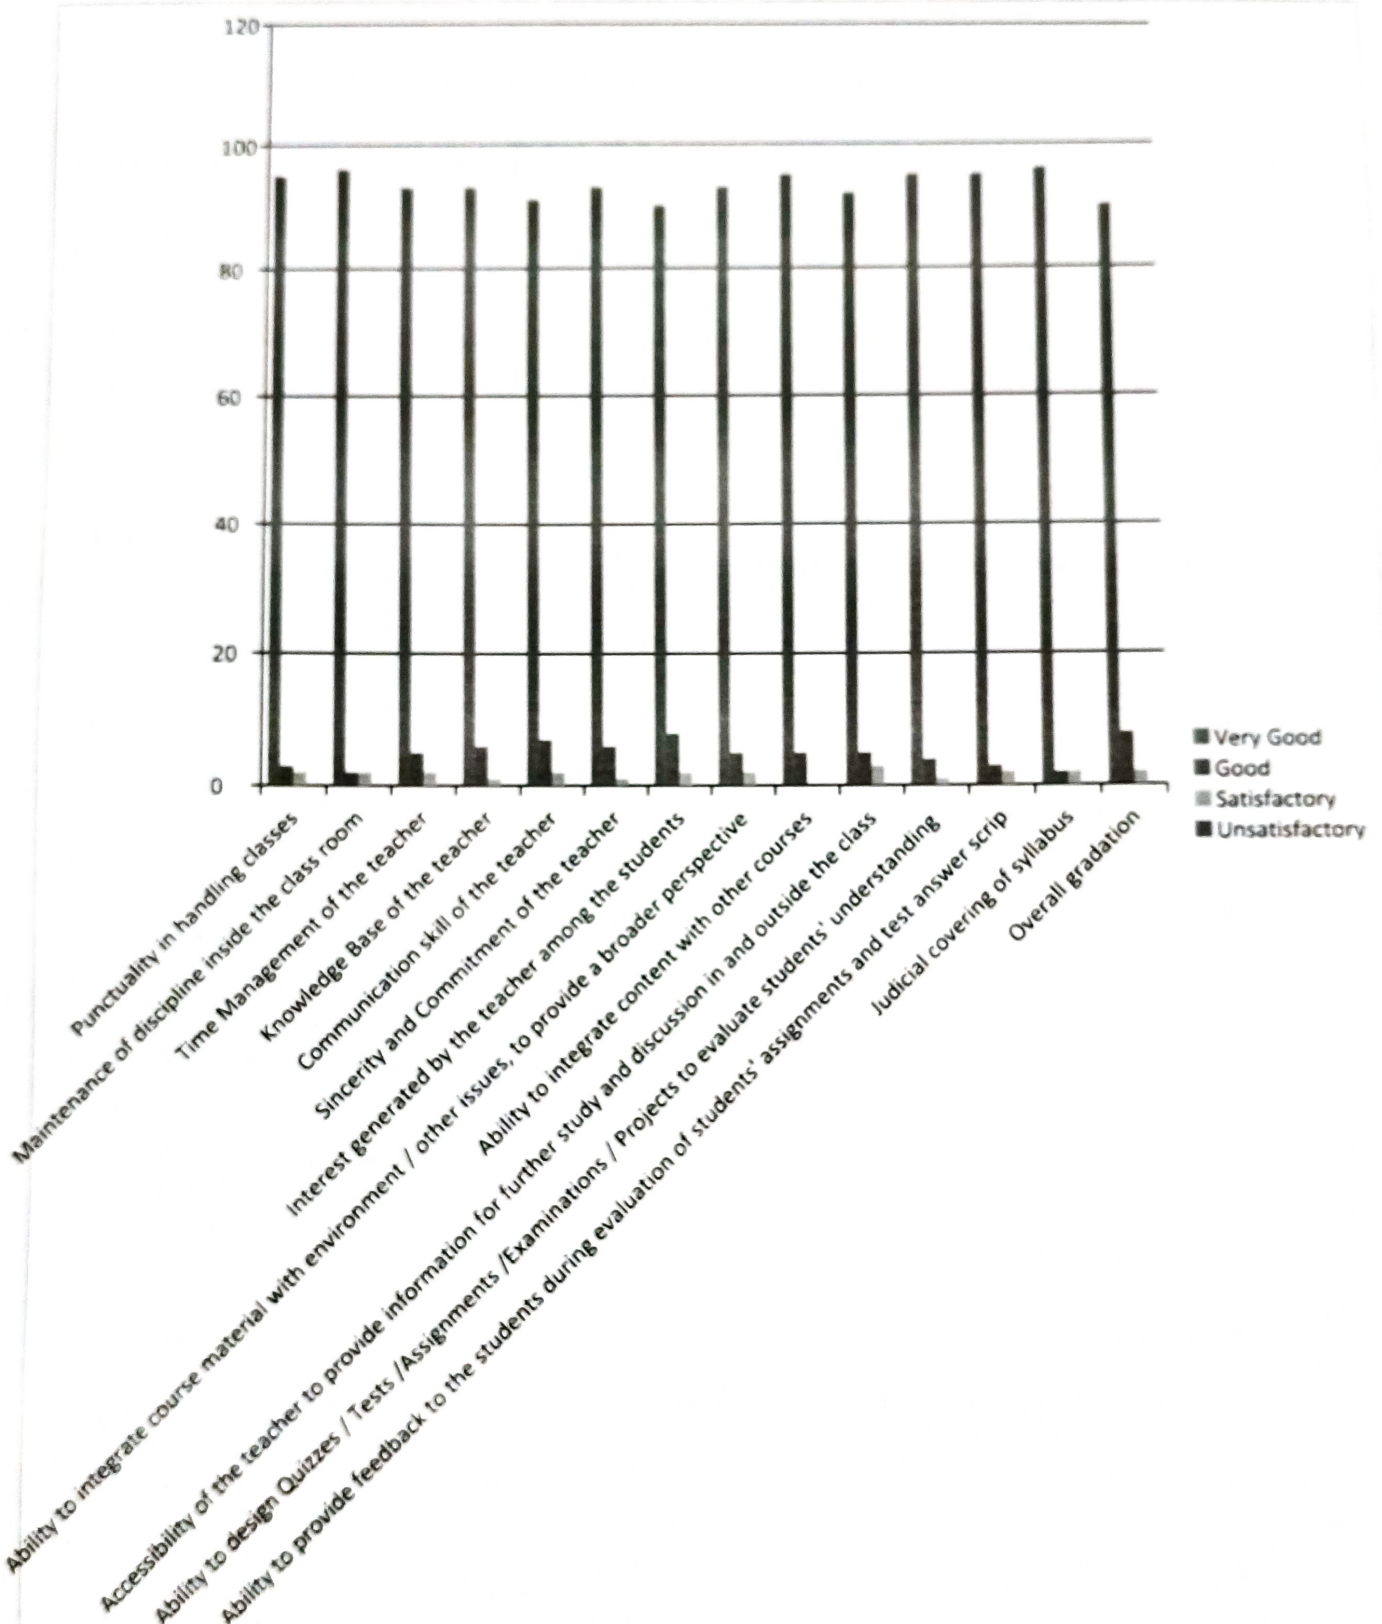 120
100
80
60
40
20
0
Very Good
Good
Satisfactory
Unsatisfactory
Punctuality in handling classes
Maintenance of discipline inside the class room
Time Management of the teacher
Knowledge Base of the teacher
Communication skill of the teacher
Sincerity and Commitment of the teacher
Interest generated by the teacher among the students
Ability to integrate course material with environment / other issues, to provide a broader perspective
Ability to integrate content with other courses
Accessibility of the teacher to provide information for further study and discussion in and outside the class
Ability to design Quizzes / Tests /Assignments /Examinations / Projects to evaluate students' understanding
Ability to provide feedback to the students during evaluation of students' assignments and test answer scrip
Judicial covering of syllabus
Overall gradation